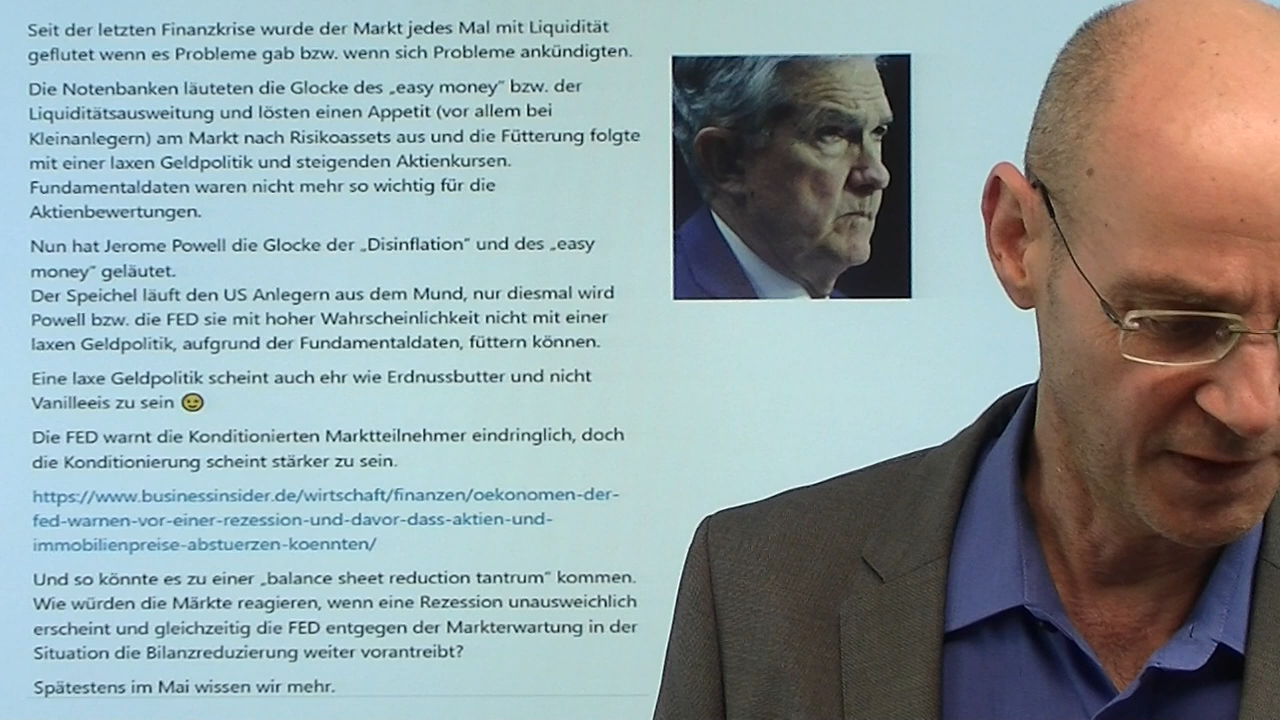 Seit der letzten Finanzkrise wurde der Markt jedes Mal mit Liquidität
geflutet wenn es Probleme gab bzw. wenn sich Probleme ankündigten.
Die Notenbanken läuteten die Glocke des „easy money" bzw. der
Liquiditätsausweitung und lösten einen Appetit (vor allem bei
Kleinanlegern) am Markt nach Risikoassets aus und die Fütterung folgte
mit einer laxen Geldpolitik und steigenden Aktienkursen.
Fundamentaldaten waren nicht mehr so wichtig für die
Aktienbewertungen.
Nun hat Jerome Powell die Glocke der „Disinflation" und des „easy
money" geläutet.
Der Speichel läuft den US Anlegern aus dem Mund, nur diesmal wird
Powell bzw. die FED sie mit hoher Wahrscheinlichkeit nicht mit einer
laxen Geldpolitik, aufgrund der Fundamentaldaten, füttern können.
Eine laxe Geldpolitik scheint auch ehr wie Erdnussbutter und nicht
Vanilleeis zu sein 😉
Die FED warnt die Konditionierten Marktteilnehmer eindringlich, doch
die Konditionierung scheint stärker zu sein.
https://www.businessinsider.de/wirtschaft/finanzen/oekonomen-der-
fed-warnen-vor-einer-rezession-und-davor-dass-aktien-und-
immobilienpreise-abstuerzen-koennten/
Und so könnte es zu einer „balance sheet reduction tantrum" kommen.
Wie würden die Märkte reagieren, wenn eine Rezession unausweichlich
erscheint und gleichzeitig die FED entgegen der Markterwartung in der
Situation die Bilanzreduzierung weiter vorantreibt?
Spätestens im Mai wissen wir mehr.